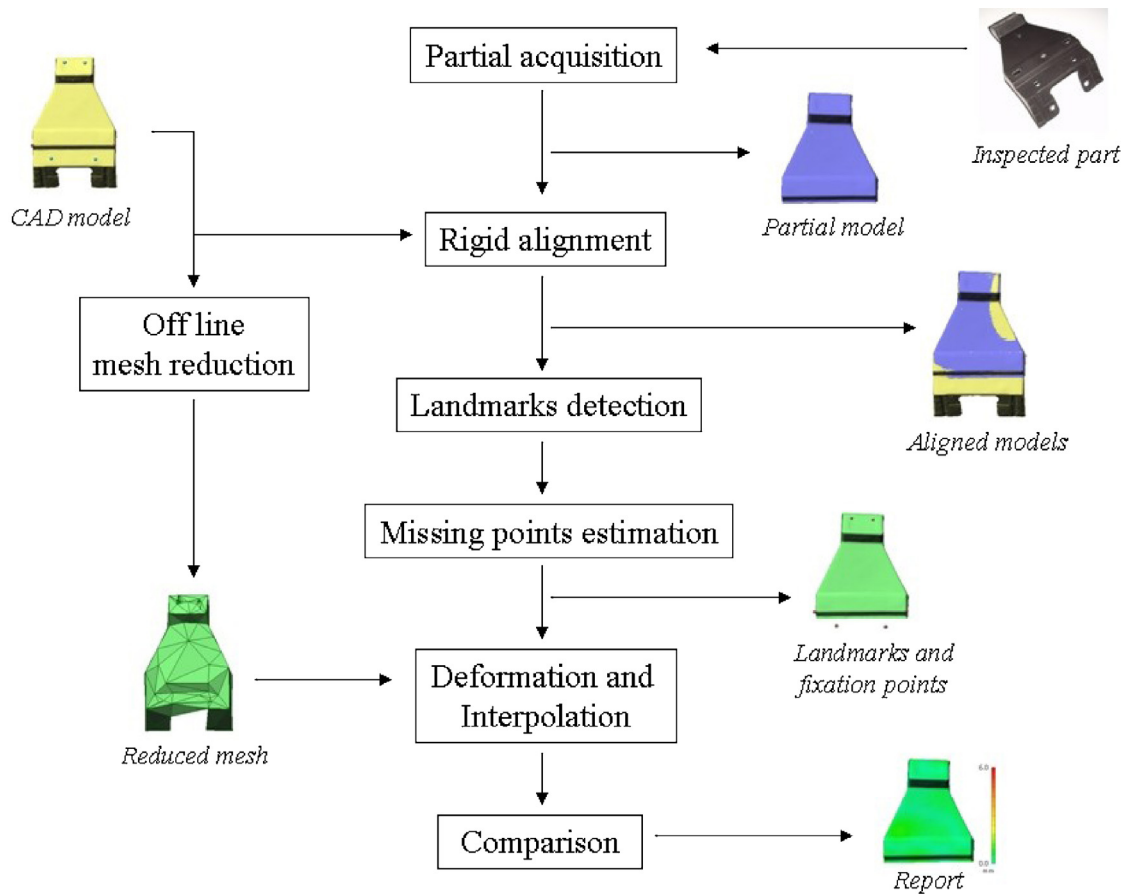 Partial acquisition
Inspected part
CAD model
Partial model
Rigid alignment
Off line
mesh reduction
Landmarks detection
Aligned models
Missing points estimation
Landmarks and
fixation points
Deformation and
Interpolation
Reduced mesh
6.0
Comparison
0.0
mm
Report